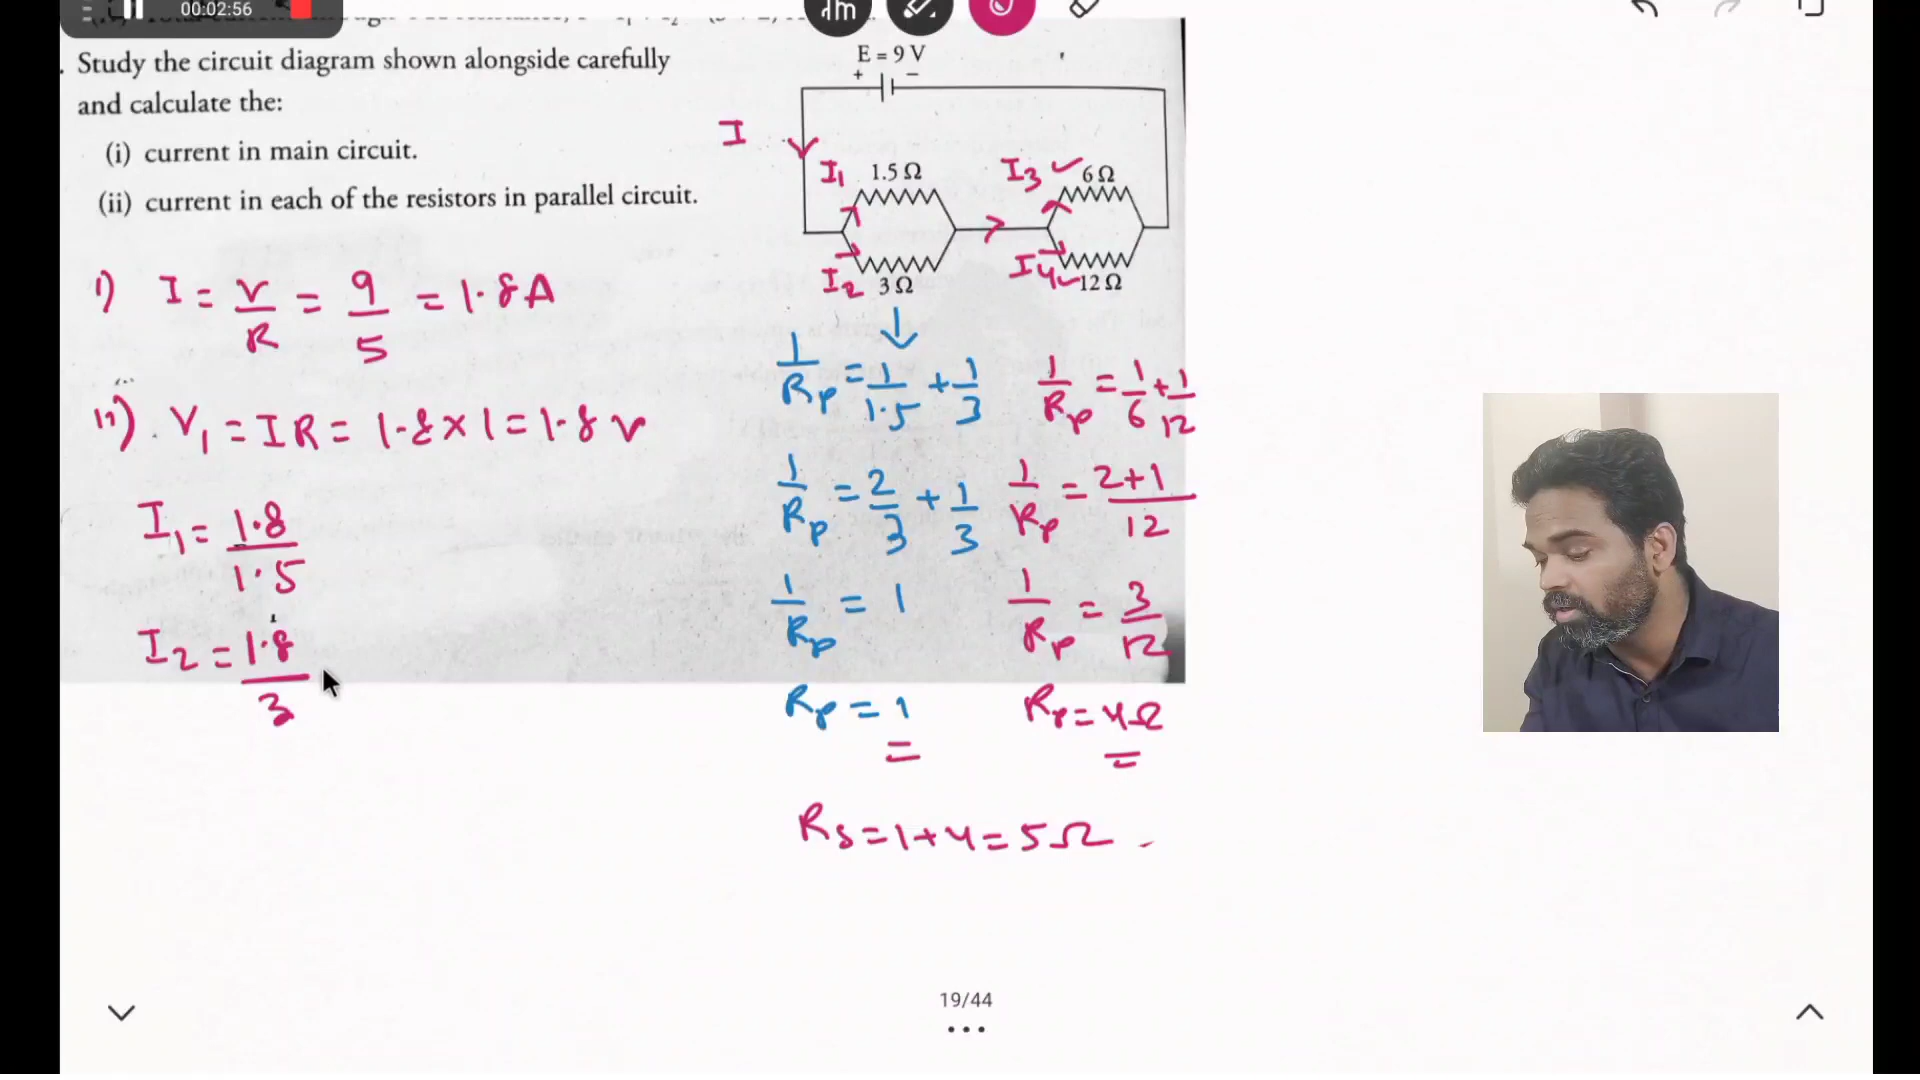 00:02:56
Study the circuit diagram shown alongside carefully
and calculate the:
(i) current in main circuit.
(ii) current in each of the resistors in parallel circuit.
E = 9 V
+ −
I
I₁ 1.5 Ω
I₃ ✓ 6 Ω
I₂ 3 Ω
I₄ ✓ 12 Ω
i) I = V/R = 9/5 = 1.8 A
ii). V₁ = IR = 1.8 × 1 = 1.8 V
I₁ = 1.8/1.5
I₂ = 1.8/3
1/Rp = 1/1.5 + 1/3
1/Rp = 2/3 + 1/3
1/Rp = 1
Rp = 1
1/Rp = 1/6 + 1/12
1/Rp = 2+1/12
1/Rp = 3/12
Rp = 4Ω
Rs = 1 + 4 = 5 Ω
19/44